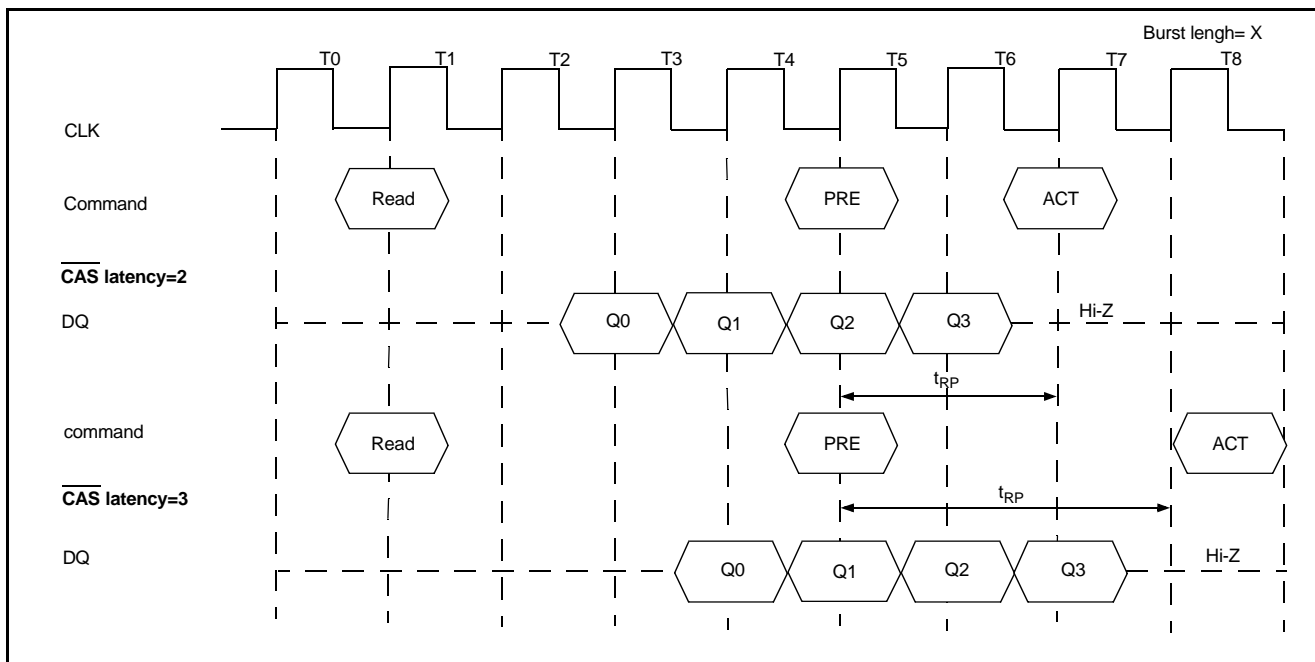 Burst lengh= X
T0 T1 T2 T3 T4 T5 T6 T7 T8
CLK
Command Read PRE ACT
CAS latency=2
DQ Q0 Q1 Q2 Q3 Hi-Z
tRP
command Read PRE ACT
CAS latency=3
tRP
DQ Q0 Q1 Q2 Q3 Hi-Z